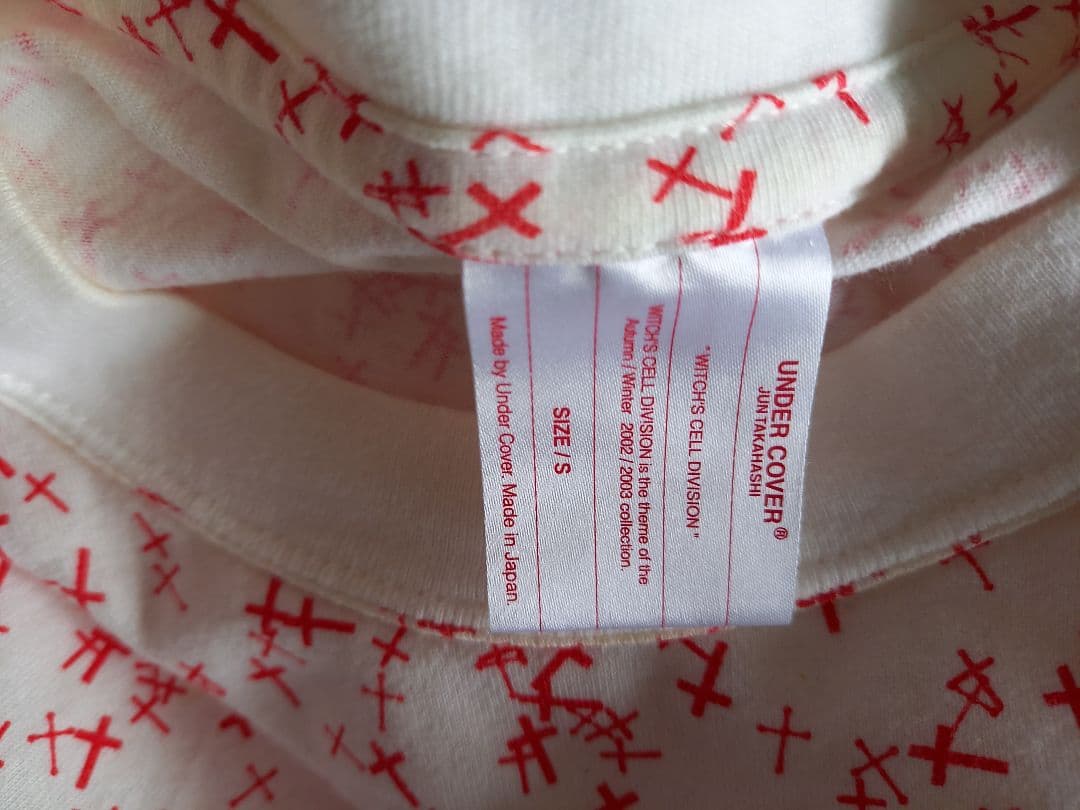 UNDER COVER®
JUN TAKAHASHI
"WITCH'S CELL DIVISION"
WITCH'S CELL DIVISION is the theme of the
Autumn / Winter 2002 / 2003 collection.
SIZE / S
Made by Under Cover. Made in Japan.